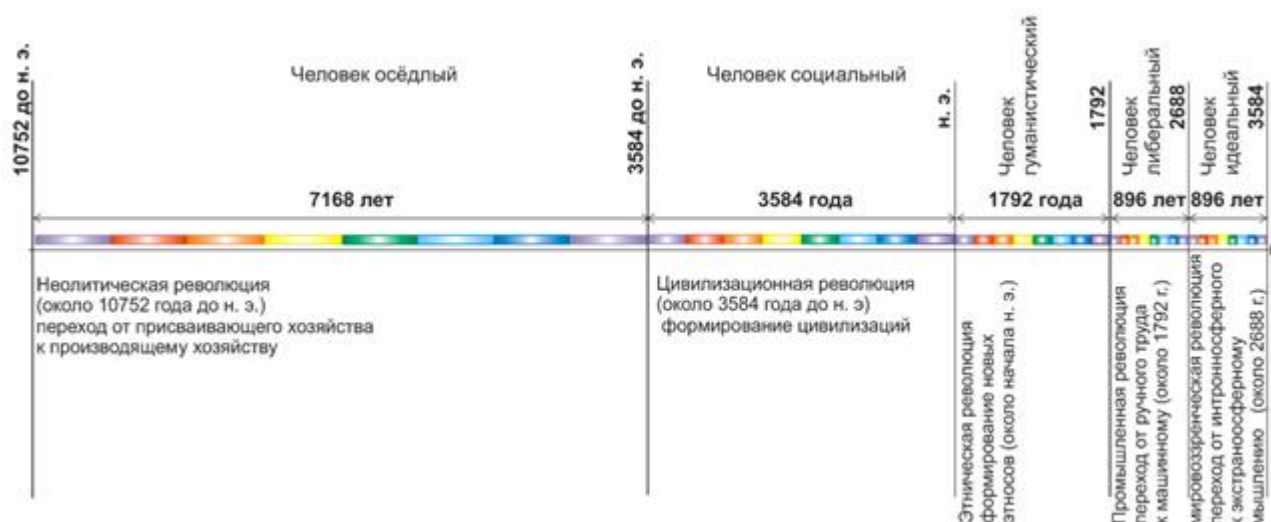 10752 до н. э.
Человек осёдлый
3584 до н. э.
Человек социальный
н. э.
Человек
гуманистический
1792
Человек
либеральный
2688
Человек
идеальный
3584
7168 лет
3584 года
1792 года
896 лет
896 лет
Неолитическая революция
(около 10752 года до н. э.)
переход от присваивающего хозяйства
к производящему хозяйству
Цивилизационная революция
(около 3584 года до н. э)
формирование цивилизаций
Этническая революция
формирование новых
этносов (около начала н. э.)
Промышленная революция
переход от ручного труда
к машинному (около 1792 г.)
мировоззренческая революция
переход от интронносферного
к экстраноосферному
мышлению (около 2688 г.)